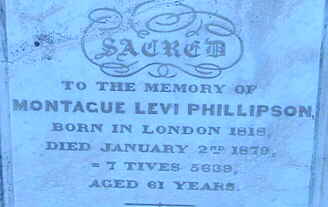 SACRED
TO THE MEMORY OF
MONTAGUE LEVI PHILLIPSON,
BORN IN LONDON 1818,
DIED JANUARY 2ND 1879,
= 7 TIVES 5639,
AGED 61 YEARS.